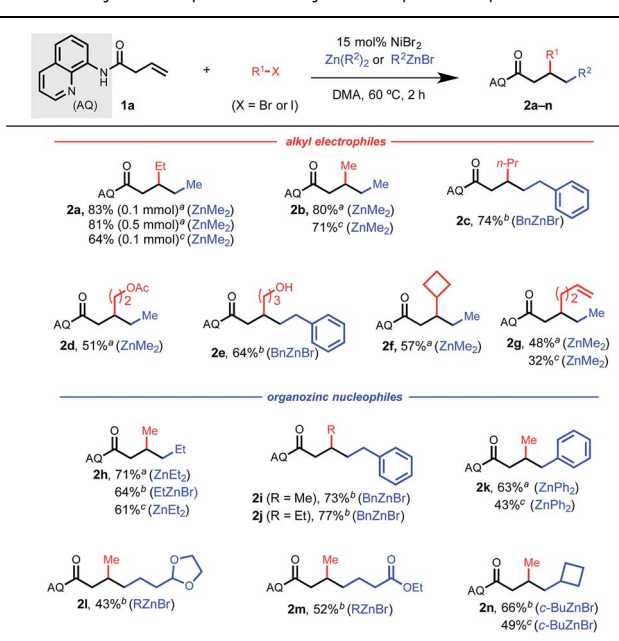 O
N
H
N
(AQ)
1a
+
R¹–X
(X = Br or I)
15 mol% NiBr₂
Zn(R²)₂ or R²ZnBr
DMA, 60 ºC, 2 h
O
R¹
AQ
R²
2a–n
alkyl electrophiles
O
Et
AQ
Me
2a, 83% (0.1 mmol)ᵃ (ZnMe₂)
81% (0.5 mmol)ᵃ (ZnMe₂)
64% (0.1 mmol)ᶜ (ZnMe₂)
O
Me
AQ
Me
2b, 80%ᵃ (ZnMe₂)
71%ᶜ (ZnMe₂)
O
n-Pr
AQ
2c, 74%ᵇ (BnZnBr)
O
( )₂
OAc
AQ
Me
2d, 51%ᵃ (ZnMe₂)
O
( )₃
OH
AQ
2e, 64%ᵇ (BnZnBr)
O
AQ
Me
2f, 57%ᵃ (ZnMe₂)
O
( )₂
AQ
Me
2g, 48%ᵃ (ZnMe₂)
32%ᶜ (ZnMe₂)
organozinc nucleophiles
O
Me
AQ
Et
2h, 71%ᵃ (ZnEt₂)
64%ᵇ (EtZnBr)
61%ᶜ (ZnEt₂)
O
R
AQ
2i (R = Me), 73%ᵇ (BnZnBr)
2j (R = Et), 77%ᵇ (BnZnBr)
O
Me
AQ
2k, 63%ᵃ (ZnPh₂)
43%ᶜ (ZnPh₂)
O
Me
AQ
O
O
2l, 43%ᵇ (RZnBr)
O
Me
AQ
O
OEt
2m, 52%ᵇ (RZnBr)
O
Me
AQ
2n, 66%ᵇ (c-BuZnBr)
49%ᶜ (c-BuZnBr)